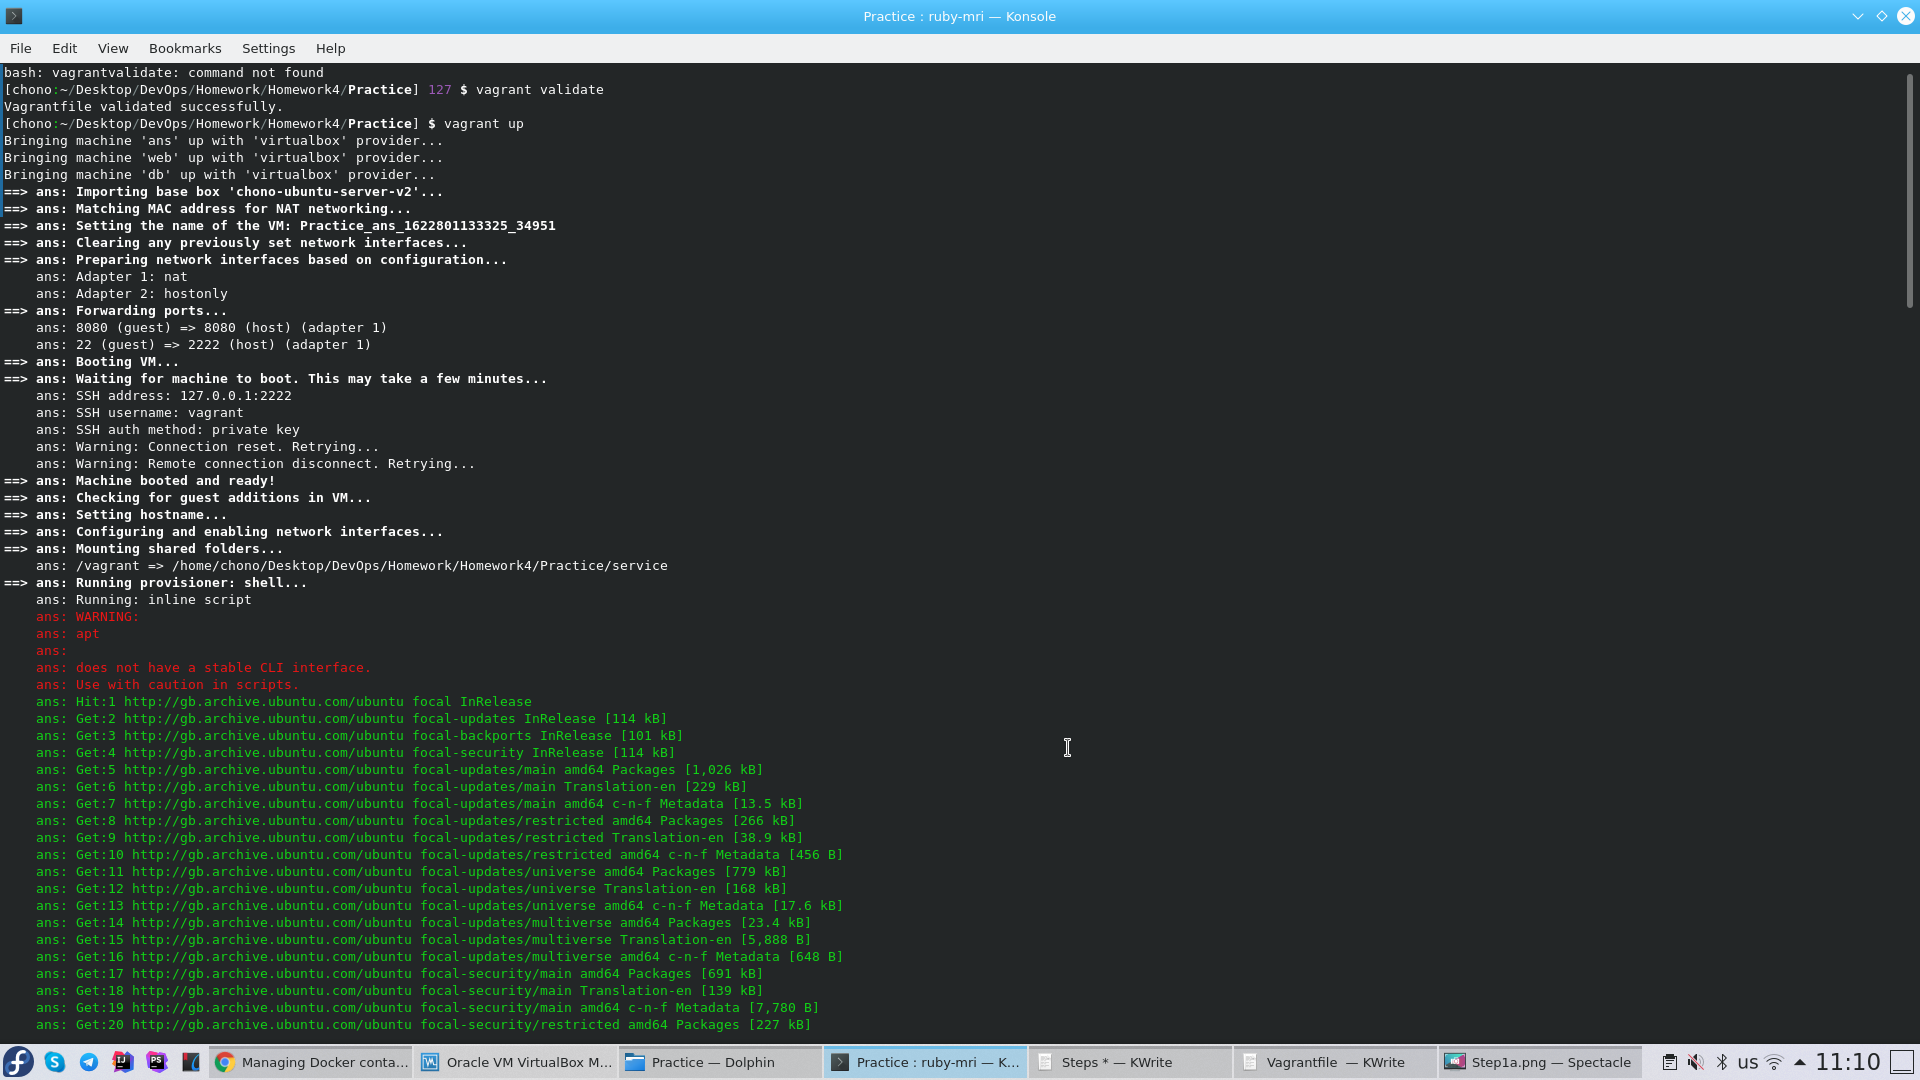 Practice : ruby-mri — Konsole
File Edit View Bookmarks Settings Help
bash: vagrantvalidate: command not found
[chono:~/Desktop/DevOps/Homework/Homework4/Practice] 127 $ vagrant validate
Vagrantfile validated successfully.
[chono:~/Desktop/DevOps/Homework/Homework4/Practice] $ vagrant up
Bringing machine 'ans' up with 'virtualbox' provider...
Bringing machine 'web' up with 'virtualbox' provider...
Bringing machine 'db' up with 'virtualbox' provider...
==> ans: Importing base box 'chono-ubuntu-server-v2'...
==> ans: Matching MAC address for NAT networking...
==> ans: Setting the name of the VM: Practice_ans_1622801133325_34951
==> ans: Clearing any previously set network interfaces...
==> ans: Preparing network interfaces based on configuration...
    ans: Adapter 1: nat
    ans: Adapter 2: hostonly
==> ans: Forwarding ports...
    ans: 8080 (guest) => 8080 (host) (adapter 1)
    ans: 22 (guest) => 2222 (host) (adapter 1)
==> ans: Booting VM...
==> ans: Waiting for machine to boot. This may take a few minutes...
    ans: SSH address: 127.0.0.1:2222
    ans: SSH username: vagrant
    ans: SSH auth method: private key
    ans: Warning: Connection reset. Retrying...
    ans: Warning: Remote connection disconnect. Retrying...
==> ans: Machine booted and ready!
==> ans: Checking for guest additions in VM...
==> ans: Setting hostname...
==> ans: Configuring and enabling network interfaces...
==> ans: Mounting shared folders...
    ans: /vagrant => /home/chono/Desktop/DevOps/Homework/Homework4/Practice/service
==> ans: Running provisioner: shell...
    ans: Running: inline script
    ans: WARNING:
    ans: apt
    ans:
    ans: does not have a stable CLI interface.
    ans: Use with caution in scripts.
    ans: Hit:1 http://gb.archive.ubuntu.com/ubuntu focal InRelease
    ans: Get:2 http://gb.archive.ubuntu.com/ubuntu focal-updates InRelease [114 kB]
    ans: Get:3 http://gb.archive.ubuntu.com/ubuntu focal-backports InRelease [101 kB]
    ans: Get:4 http://gb.archive.ubuntu.com/ubuntu focal-security InRelease [114 kB]
    ans: Get:5 http://gb.archive.ubuntu.com/ubuntu focal-updates/main amd64 Packages [1,026 kB]
    ans: Get:6 http://gb.archive.ubuntu.com/ubuntu focal-updates/main Translation-en [229 kB]
    ans: Get:7 http://gb.archive.ubuntu.com/ubuntu focal-updates/main amd64 c-n-f Metadata [13.5 kB]
    ans: Get:8 http://gb.archive.ubuntu.com/ubuntu focal-updates/restricted amd64 Packages [266 kB]
    ans: Get:9 http://gb.archive.ubuntu.com/ubuntu focal-updates/restricted Translation-en [38.9 kB]
    ans: Get:10 http://gb.archive.ubuntu.com/ubuntu focal-updates/restricted amd64 c-n-f Metadata [456 B]
    ans: Get:11 http://gb.archive.ubuntu.com/ubuntu focal-updates/universe amd64 Packages [779 kB]
    ans: Get:12 http://gb.archive.ubuntu.com/ubuntu focal-updates/universe Translation-en [168 kB]
    ans: Get:13 http://gb.archive.ubuntu.com/ubuntu focal-updates/universe amd64 c-n-f Metadata [17.6 kB]
    ans: Get:14 http://gb.archive.ubuntu.com/ubuntu focal-updates/multiverse amd64 Packages [23.4 kB]
    ans: Get:15 http://gb.archive.ubuntu.com/ubuntu focal-updates/multiverse Translation-en [5,888 B]
    ans: Get:16 http://gb.archive.ubuntu.com/ubuntu focal-updates/multiverse amd64 c-n-f Metadata [648 B]
    ans: Get:17 http://gb.archive.ubuntu.com/ubuntu focal-security/main amd64 Packages [691 kB]
    ans: Get:18 http://gb.archive.ubuntu.com/ubuntu focal-security/main Translation-en [139 kB]
    ans: Get:19 http://gb.archive.ubuntu.com/ubuntu focal-security/main amd64 c-n-f Metadata [7,780 B]
    ans: Get:20 http://gb.archive.ubuntu.com/ubuntu focal-security/restricted amd64 Packages [227 kB]
Managing Docker conta... Oracle VM VirtualBox M... Practice — Dolphin Practice : ruby-mri — K... Steps * — KWrite Vagrantfile — KWrite Step1a.png — Spectacle us 11:10